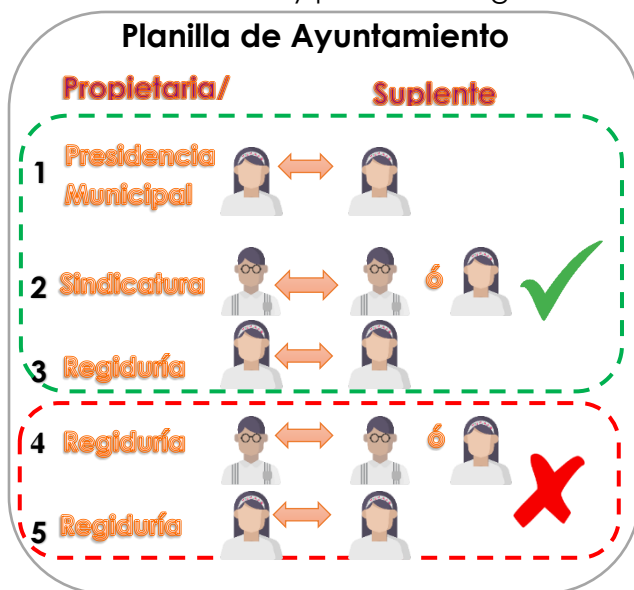 Planilla de Ayuntamiento
Propietaria/ Suplente
1 Presidencia
Municipal
2 Sindicatura ó
3 Regiduría
4 Regiduría ó
5 Regiduría